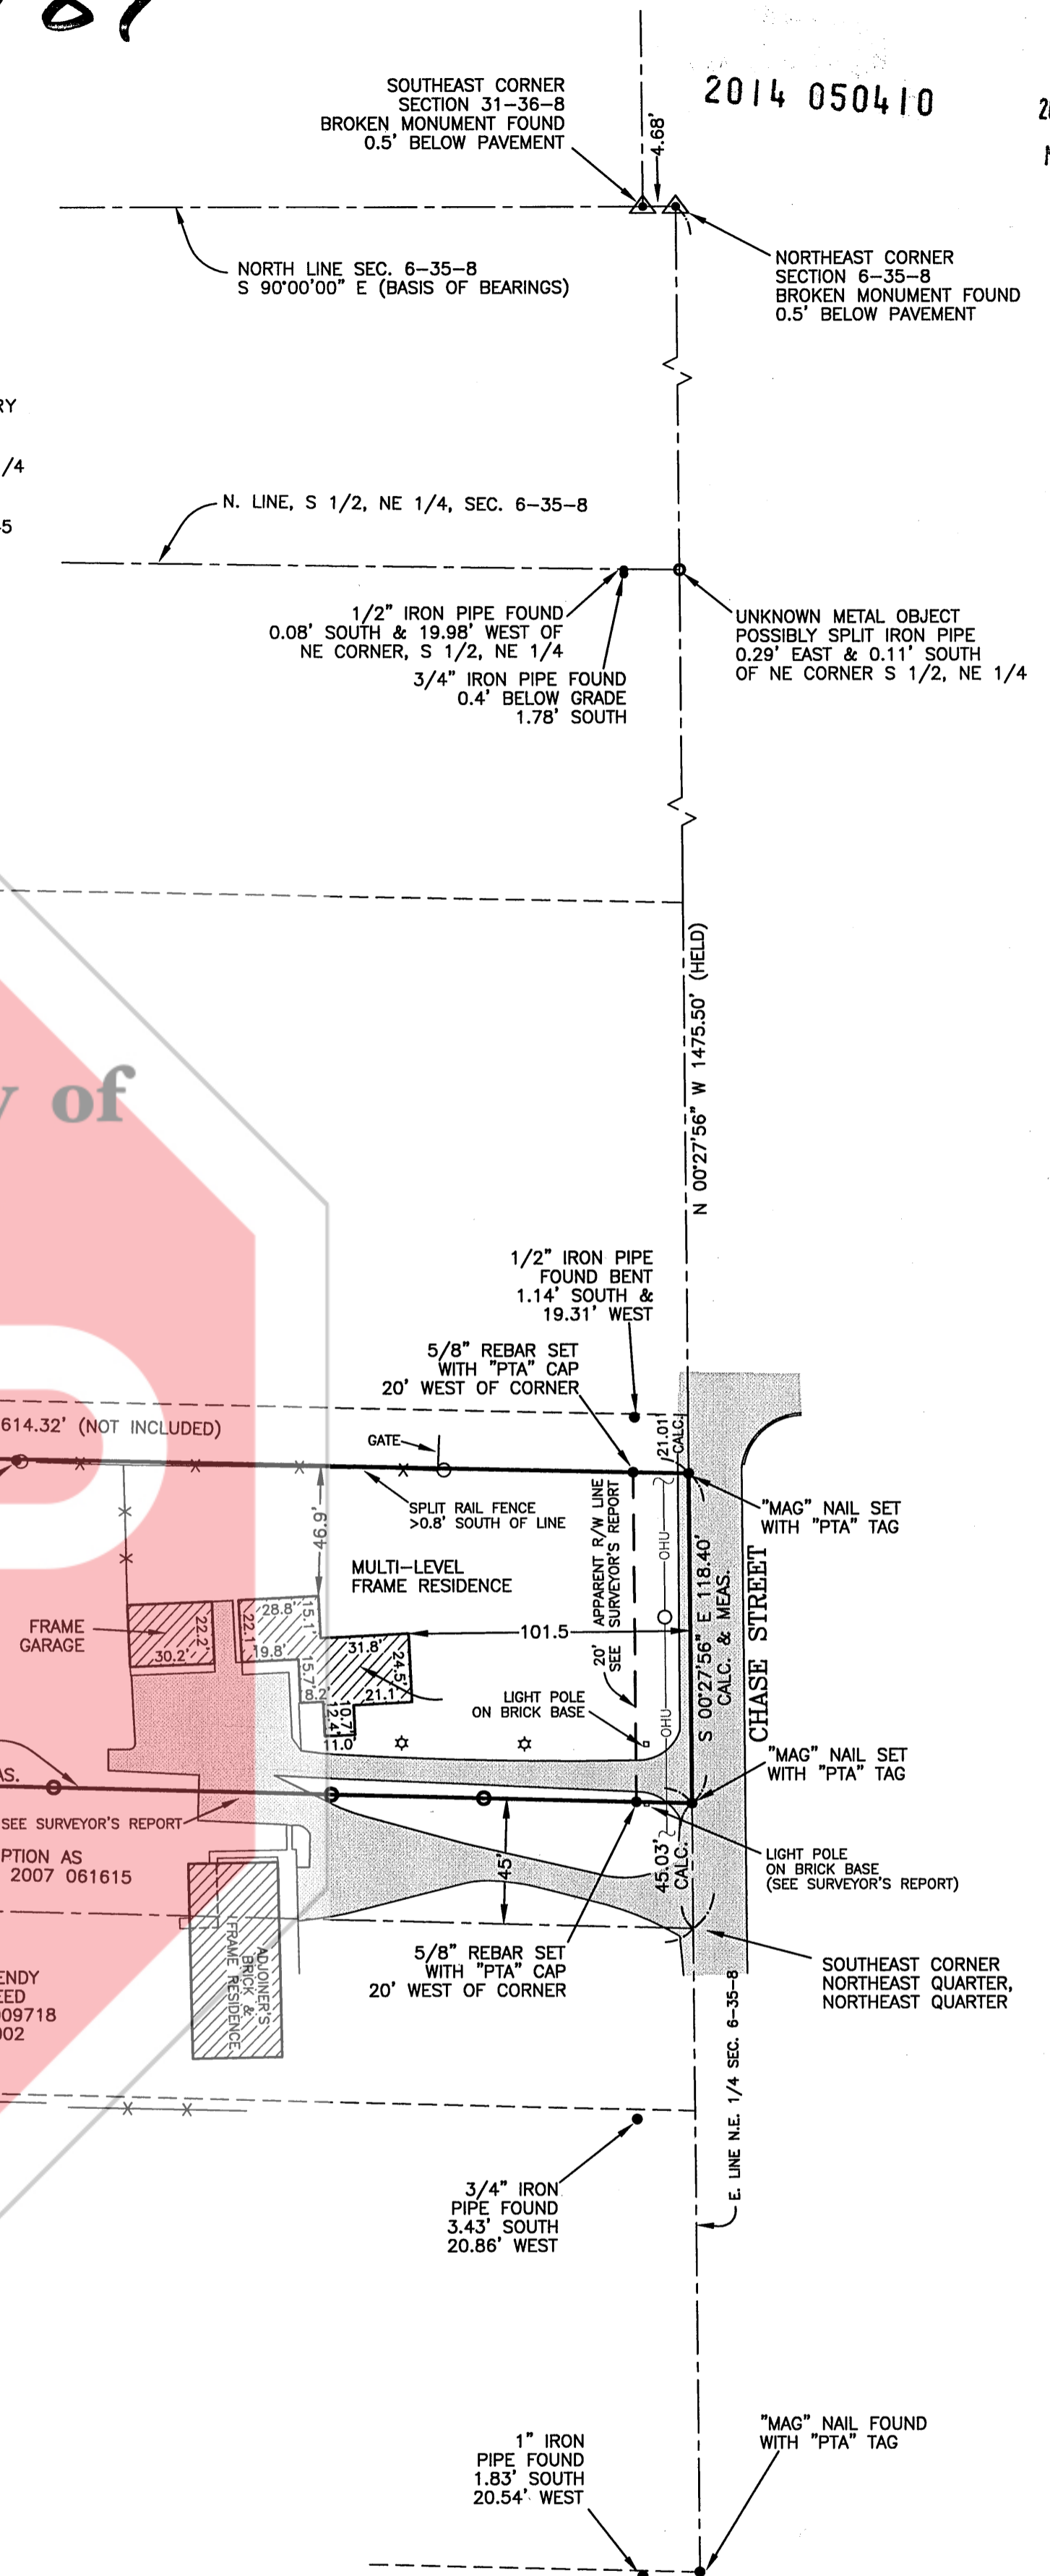 2014 050410
SOUTHEAST CORNER
SECTION 31-36-8
BROKEN MONUMENT FOUND
0.5' BELOW PAVEMENT
4.68'
NORTH LINE SEC. 6-35-8
S 90°00'00" E (BASIS OF BEARINGS)
NORTHEAST CORNER
SECTION 6-35-8
BROKEN MONUMENT FOUND
0.5' BELOW PAVEMENT
RY
/4
N. LINE, S 1/2, NE 1/4, SEC. 6-35-8
5
1/2" IRON PIPE FOUND
0.08' SOUTH & 19.98' WEST OF
NE CORNER, S 1/2, NE 1/4
3/4" IRON PIPE FOUND
0.4' BELOW GRADE
1.78' SOUTH
UNKNOWN METAL OBJECT
POSSIBLY SPLIT IRON PIPE
0.29' EAST & 0.11' SOUTH
OF NE CORNER S 1/2, NE 1/4
N 00°27'56" W 1475.50' (HELD)
y of
1/2" IRON PIPE
FOUND BENT
1.14' SOUTH &
19.31' WEST
5/8" REBAR SET
WITH "PTA" CAP
20' WEST OF CORNER
614.32' (NOT INCLUDED)
GATE
21.01'
CALC.
SPLIT RAIL FENCE
>0.8' SOUTH OF LINE
46.9'
"MAG" NAIL SET
WITH "PTA" TAG
MULTI-LEVEL
FRAME RESIDENCE
20' APPARENT R/W LINE
SEE SURVEYOR'S REPORT
OHU
S 00°27'56" E 118.40'
CALC. & MEAS.
CHASE STREET
FRAME
GARAGE
30.2'
22.2'
22.1'
28.8'
15.1'
19.8'
15.7'
8.2'
31.8'
24.5'
21.1'
10.7'
12.4'
11.0'
101.5
LIGHT POLE
ON BRICK BASE
OHU
"MAG" NAIL SET
WITH "PTA" TAG
AS.
SEE SURVEYOR'S REPORT
PTION AS
2007 061615
45'
45.03'
CALC.
LIGHT POLE
ON BRICK BASE
(SEE SURVEYOR'S REPORT)
ADJOINER'S
BRICK &
FRAME RESIDENCE
5/8" REBAR SET
WITH "PTA" CAP
20' WEST OF CORNER
SOUTHEAST CORNER
NORTHEAST QUARTER,
NORTHEAST QUARTER
ENDY
EED
09718
002
E. LINE N.E. 1/4 SEC. 6-35-8
3/4" IRON
PIPE FOUND
3.43' SOUTH
20.86' WEST
1" IRON
PIPE FOUND
1.83' SOUTH
20.54' WEST
"MAG" NAIL FOUND
WITH "PTA" TAG